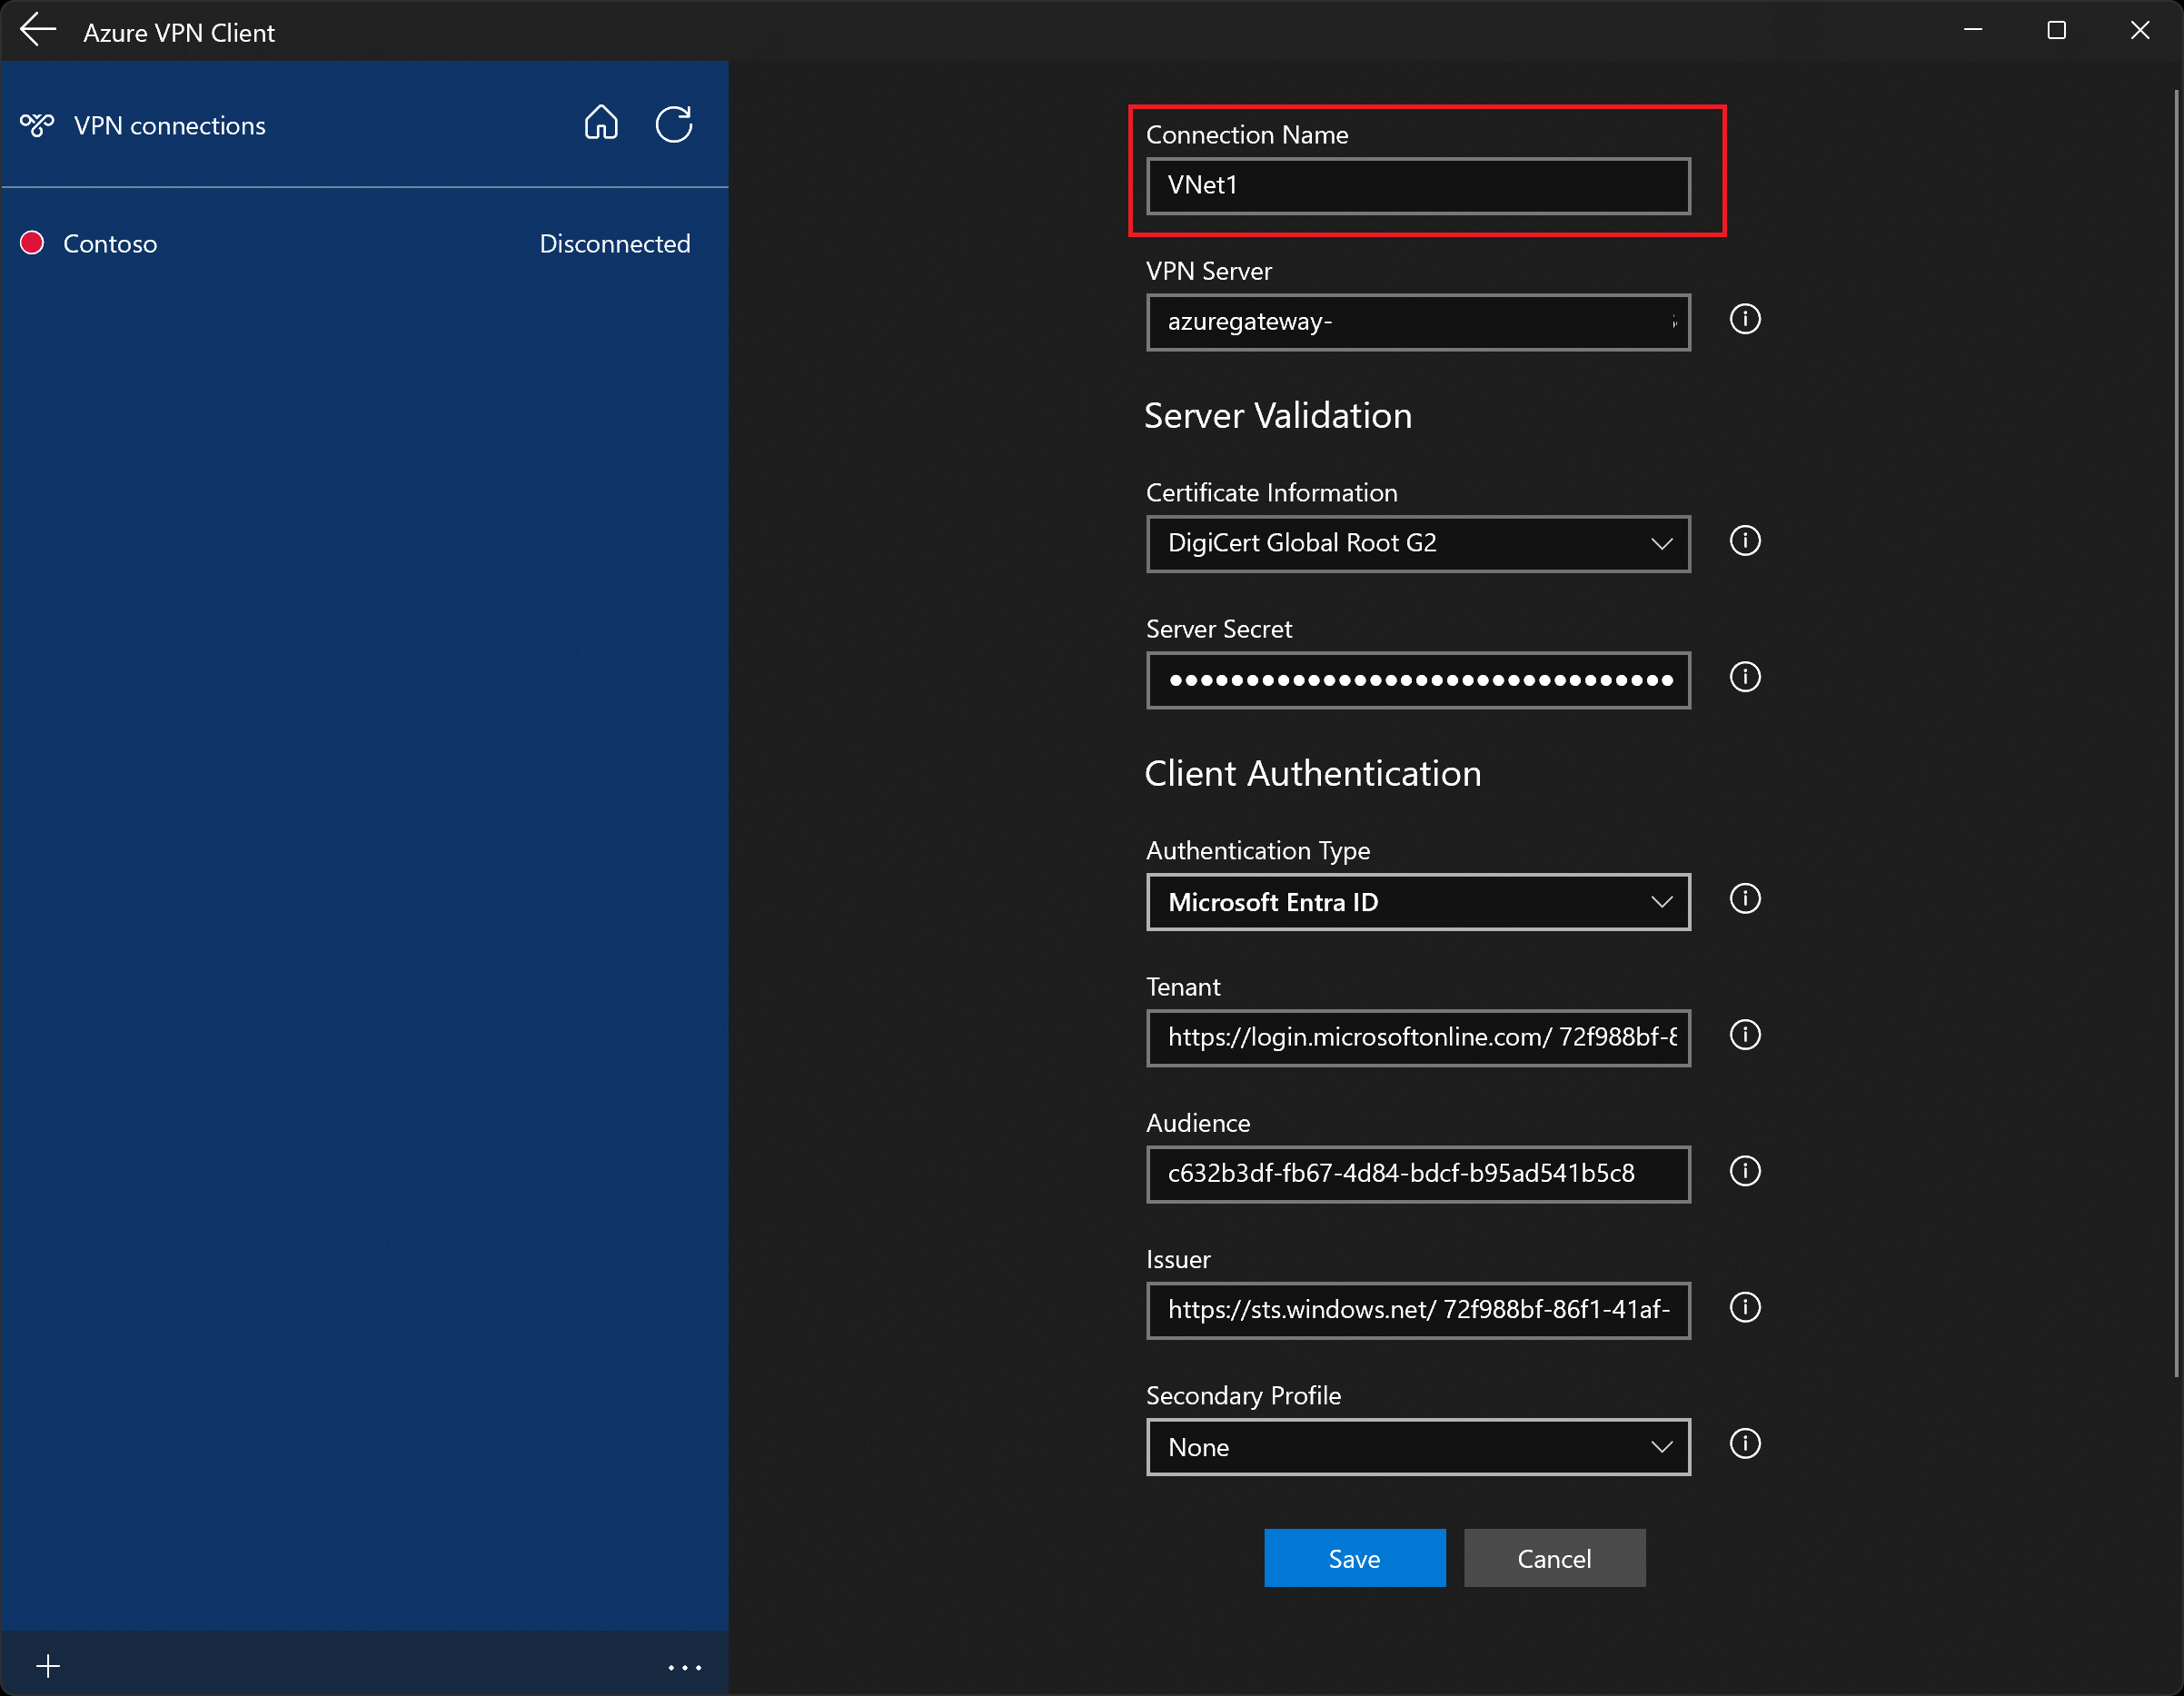 Azure VPN Client
VPN connections
Contoso Disconnected
Connection Name
VNet1
VPN Server
azuregateway-
Server Validation
Certificate Information
DigiCert Global Root G2
Server Secret
●●●●●●●●●●●●●●●●●●●●●●●●●●●●●●●●●
Client Authentication
Authentication Type
Microsoft Entra ID
Tenant
https://login.microsoftonline.com/ 72f988bf-
Audience
c632b3df-fb67-4d84-bdcf-b95ad541b5c8
Issuer
https://sts.windows.net/ 72f988bf-86f1-41af-
Secondary Profile
None
Save Cancel